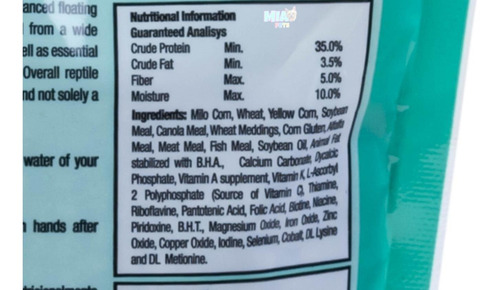 anced floating
from a wide
ell as essential
Overall reptile
nd not solely a
water of your
hands after
MIA
PETS
Nutritional Information
Guaranteed Analisys
Crude Protein Min. 35.0%
Crude Fat Min. 3.5%
Fiber Max. 5.0%
Moisture Max. 10.0%
Ingredients: Milo Corn, Wheat, Yellow Corn, Soybean
Meal, Canola Meal, Wheat Meddings, Corn Gluten, Alfalfa
Meal, Meat Meal, Fish Meal, Soybean Oil, Animal Fat
stabilized with B.H.A., Calcium Carbonate, Dycalcic
Phosphate, Vitamin A supplement, Vitamin K, L-Ascorbyl
2 Polyphosphate (Source of Vitamin C), Thiamine,
Riboflavine, Pantotenic Acid, Folic Acid, Biotine, Niacine,
Piridoxine, B.H.T., Magnesium Oxide, Iron Oxide, Zinc
Oxide, Copper Oxide, Iodine, Selenium, Cobalt, DL Lysine
and DL Metionine.